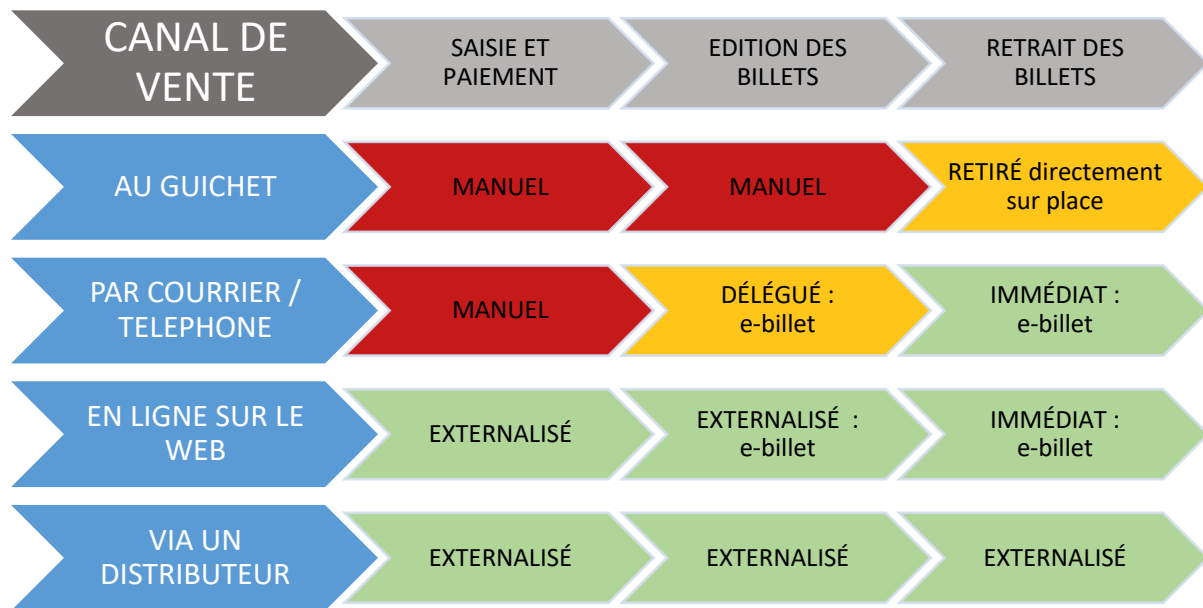 CANAL DE
VENTE
SAISIE ET
PAIEMENT
EDITION DES
BILLETS
RETRAIT DES
BILLETS
AU GUICHET
MANUEL
MANUEL
RETIRÉ directement
sur place
PAR COURRIER /
TELEPHONE
MANUEL
DÉLÉGUÉ :
e-billet
IMMÉDIAT :
e-billet
EN LIGNE SUR LE
WEB
EXTERNALISÉ
EXTERNALISÉ :
e-billet
IMMÉDIAT :
e-billet
VIA UN
DISTRIBUTEUR
EXTERNALISÉ
EXTERNALISÉ
EXTERNALISÉ